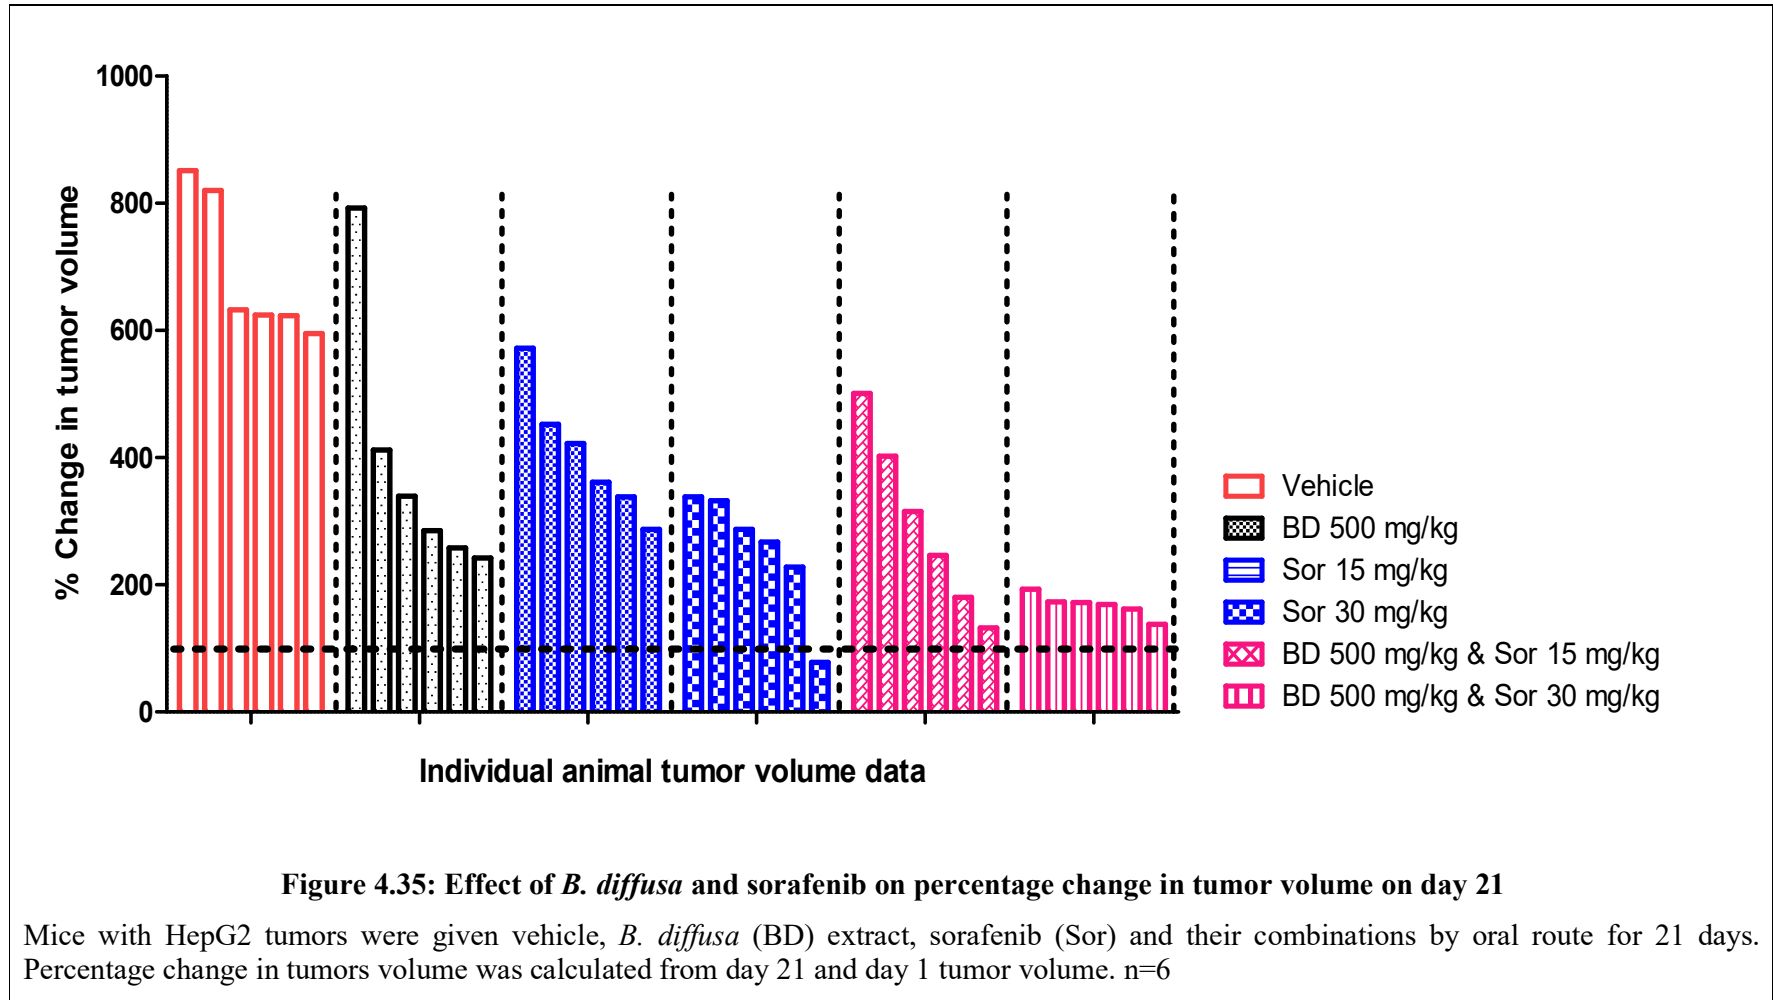 1000
800
600
400
200
0
% Change in tumor volume
Individual animal tumor volume data
Vehicle
BD 500 mg/kg
Sor 15 mg/kg
Sor 30 mg/kg
BD 500 mg/kg & Sor 15 mg/kg
BD 500 mg/kg & Sor 30 mg/kg
Figure 4.35: Effect of B. diffusa and sorafenib on percentage change in tumor volume on day 21
Mice with HepG2 tumors were given vehicle, B. diffusa (BD) extract, sorafenib (Sor) and their combinations by oral route for 21 days.
Percentage change in tumors volume was calculated from day 21 and day 1 tumor volume. n=6